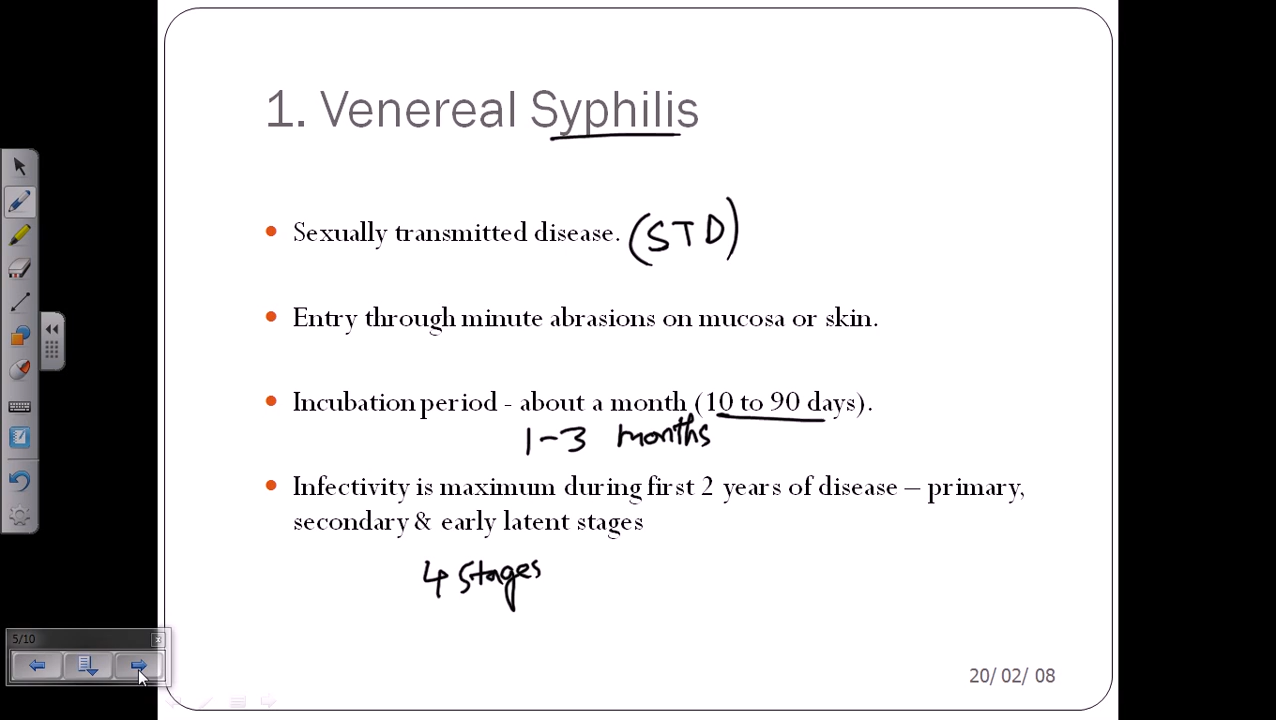 1. Venereal Syphilis
Sexually transmitted disease. (STD)
Entry through minute abrasions on mucosa or skin.
Incubation period - about a month (10 to 90 days).
1-3 months
Infectivity is maximum during first 2 years of disease – primary,
secondary & early latent stages
4 stages
5/10
20/ 02/ 08